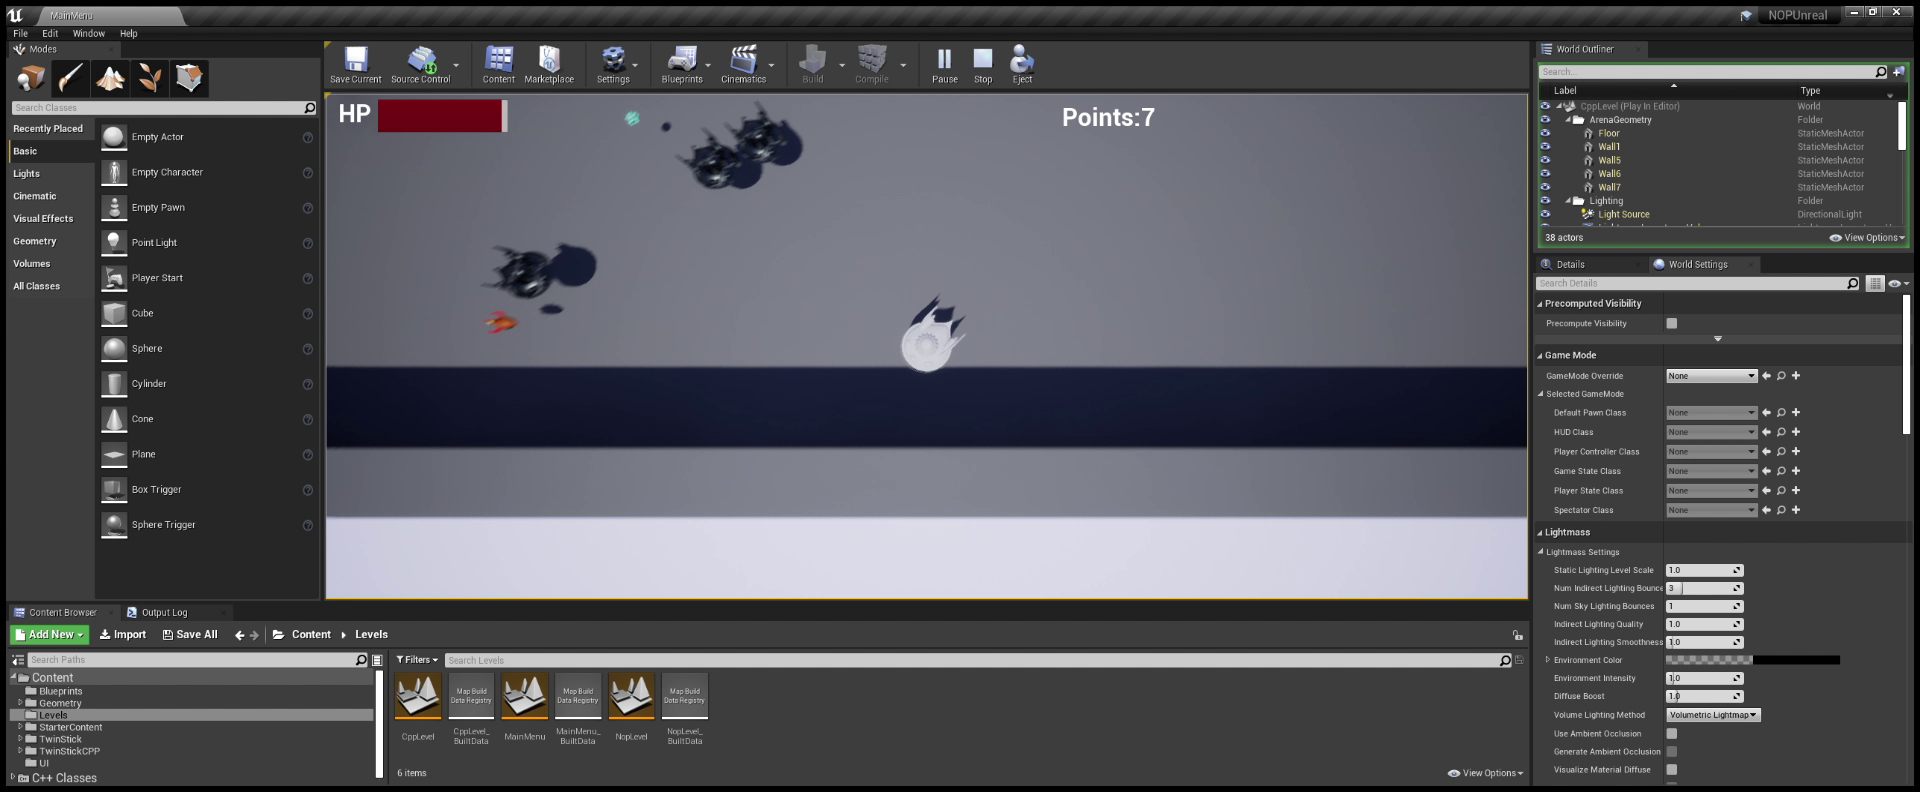 MainMenu
NOPUnreal
File Edit Window Help
Modes
Search Classes
Recently Placed
Basic
Lights
Cinematic
Visual Effects
Geometry
Volumes
All Classes
Empty Actor
Empty Character
Empty Pawn
Point Light
Player Start
Cube
Sphere
Cylinder
Cone
Plane
Box Trigger
Sphere Trigger
Save Current Source Control Content Marketplace Settings Blueprints Cinematics Build Compile Pause Stop Eject
HP
Points:7
World Outliner
Search...
Label Type
CppLevel (Play In Editor) World
ArenaGeometry Folder
Floor StaticMeshActor
Wall1 StaticMeshActor
Wall5 StaticMeshActor
Wall6 StaticMeshActor
Wall7 StaticMeshActor
Lighting Folder
Light Source DirectionalLight
38 actors View Options
Details World Settings
Search Details
Precomputed Visibility
Precompute Visibility
Game Mode
GameMode Override None
Selected GameMode
Default Pawn Class None
HUD Class None
Player Controller Class None
Game State Class None
Player State Class None
Spectator Class None
Lightmass
Lightmass Settings
Static Lighting Level Scale 1.0
Num Indirect Lighting Bounce 3
Num Sky Lighting Bounces 1
Indirect Lighting Quality 1.0
Indirect Lighting Smoothness 1.0
Environment Color
Environment Intensity 1.0
Diffuse Boost 1.0
Volume Lighting Method Volumetric Lightmap
Use Ambient Occlusion
Generate Ambient Occlusion
Visualize Material Diffuse
Content Browser Output Log
Add New Import Save All Content Levels
Search Paths
Content
Blueprints
Geometry
Levels
StarterContent
TwinStick
TwinStickCPP
UI
C++ Classes
Filters Search Levels
Map Build
Data Registry
Map Build
Data Registry
Map Build
Data Registry
CppLevel
CppLevel_
BuiltData
MainMenu
MainMenu_
BuiltData
NopLevel
NopLevel_
BuiltData
6 items View Options